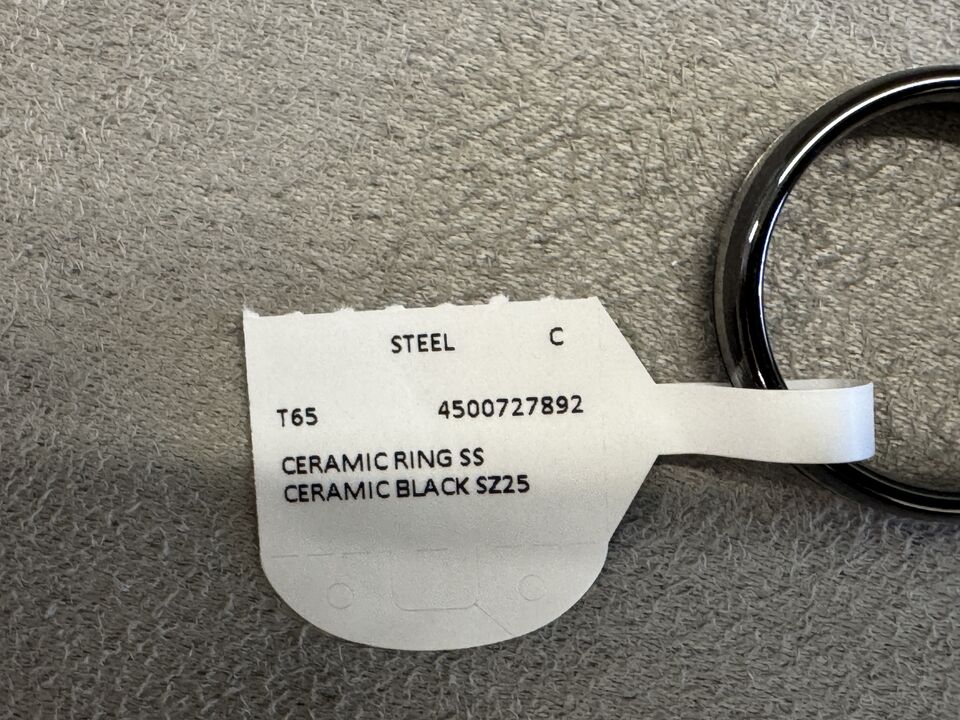 STEEL C
T65 4500727892
CERAMIC RING SS
CERAMIC BLACK SZ25